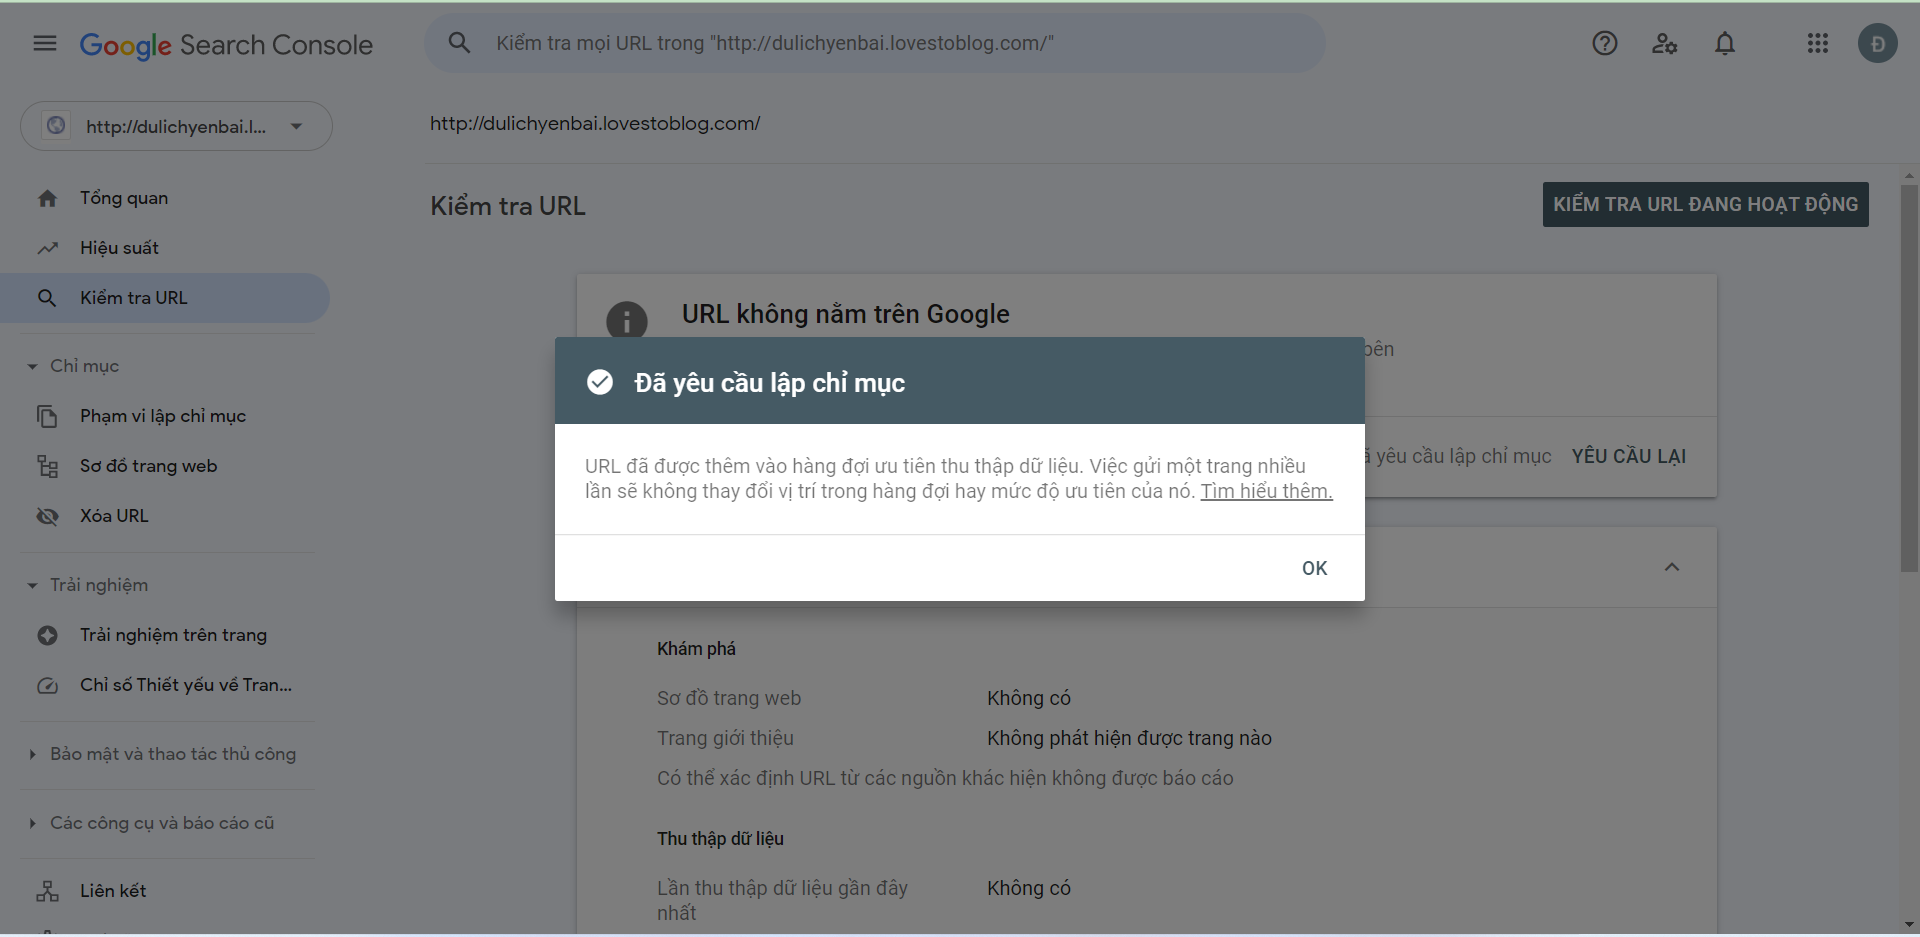 Google Search Console
Kiểm tra mọi URL trong "http://dulichyenbai.lovestoblog.com/"
Đ
http://dulichyenbai.l...
http://dulichyenbai.lovestoblog.com/
Tổng quan
Hiệu suất
Kiểm tra URL
Chỉ mục
Phạm vi lập chỉ mục
Sơ đồ trang web
Xóa URL
Trải nghiệm
Trải nghiệm trên trang
Chỉ số Thiết yếu về Tran...
Bảo mật và thao tác thủ công
Các công cụ và báo cáo cũ
Liên kết
Kiểm tra URL
KIỂM TRA URL ĐANG HOẠT ĐỘNG
URL không nằm trên Google
bên
yêu cầu lập chỉ mục YÊU CẦU LẠI
Đã yêu cầu lập chỉ mục
URL đã được thêm vào hàng đợi ưu tiên thu thập dữ liệu. Việc gửi một trang nhiều
lần sẽ không thay đổi vị trí trong hàng đợi hay mức độ ưu tiên của nó. Tìm hiểu thêm.
OK
Khám phá
Sơ đồ trang web Không có
Trang giới thiệu Không phát hiện được trang nào
Có thể xác định URL từ các nguồn khác hiện không được báo cáo
Thu thập dữ liệu
Lần thu thập dữ liệu gần đây Không có
nhất